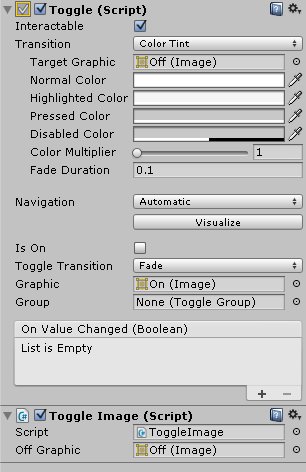 Toggle (Script)
Interactable
Transition Color Tint
Target Graphic Off (Image)
Normal Color
Highlighted Color
Pressed Color
Disabled Color
Color Multiplier 1
Fade Duration 0.1
Navigation Automatic
Visualize
Is On
Toggle Transition Fade
Graphic On (Image)
Group None (Toggle Group)
On Value Changed (Boolean)
List is Empty
+ −
Toggle Image (Script)
Script ToggleImage
Off Graphic Off (Image)